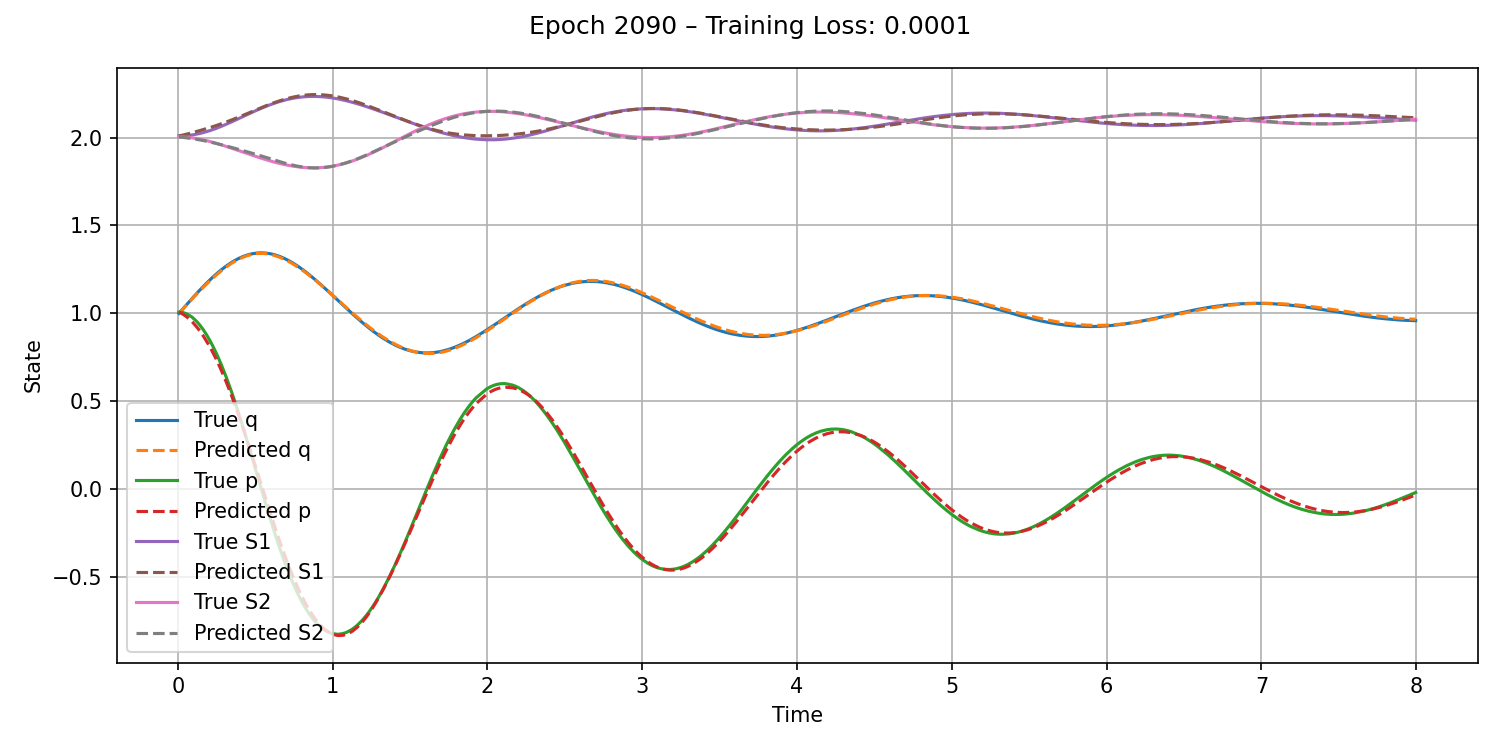 Epoch 2090 – Training Loss: 0.0001
State
2.0
1.5
1.0
0.5
0.0
−0.5
True q
Predicted q
True p
Predicted p
True S1
Predicted S1
True S2
Predicted S2
0 1 2 3 4 5 6 7 8
Time